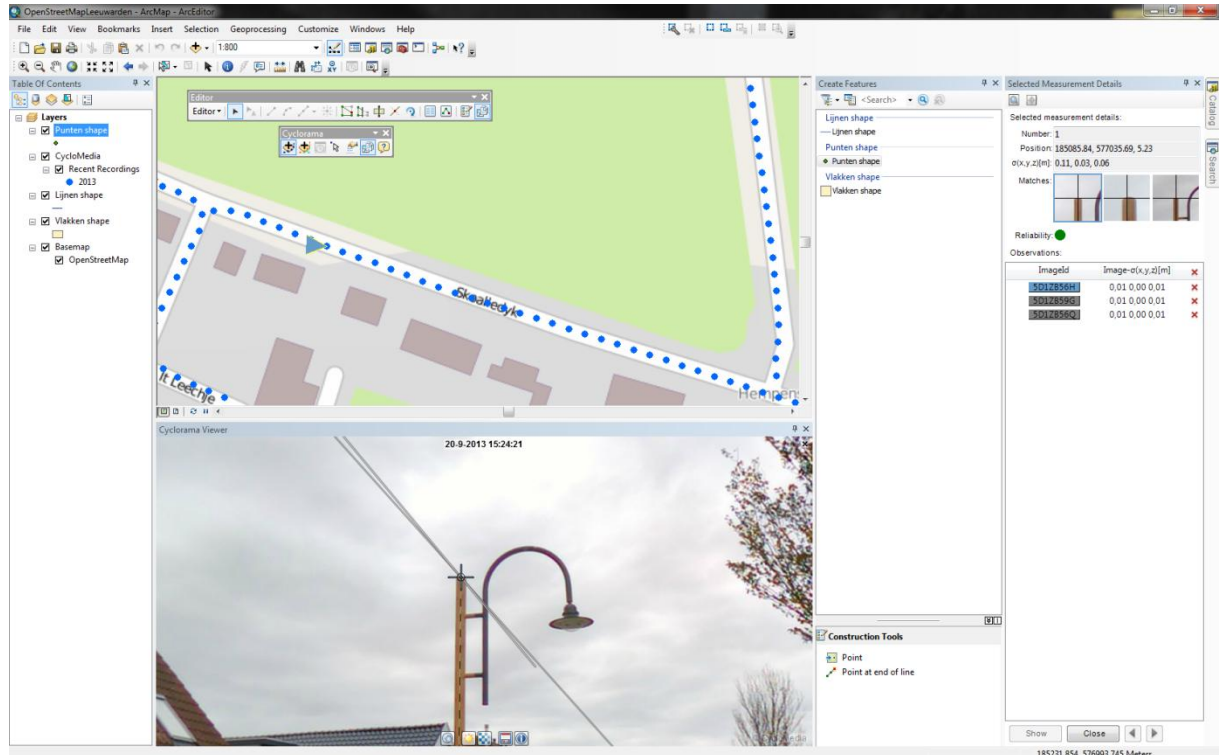 OpenStreetMapLeeuwarden - ArcMap - ArcEditor
File Edit View Bookmarks Insert Selection Geoprocessing Customize Windows Help
1:800
Table Of Contents
Layers
Punten shape
CycloMedia
Recent Recordings
2013
Lijnen shape
Vlakken shape
Basemap
OpenStreetMap
Editor
Editor
Cyclorama
Skoalledyk
It Leechje
Hempens
Cyclorama Viewer
20-9-2013 15:24:21
Create Features
<Search>
Lijnen shape
Lijnen shape
Punten shape
Punten shape
Vlakken shape
Vlakken shape
Construction Tools
Point
Point at end of line
Selected Measurement Details
Selected measurement details:
Number: 1
Position: 185085.84, 577035.69, 5.23
σ(x,y,z)[m]: 0.11, 0.03, 0.06
Matches:
Reliability:
Observations:
ImageId Image-σ(x,y,z)[m]
5D1ZB56H 0,01 0,00 0,01
5D1ZB59G 0,01 0,00 0,01
5D1ZB56Q 0,01 0,00 0,01
Show Close
185231,854 576993,745 Meters
Catalog
Search